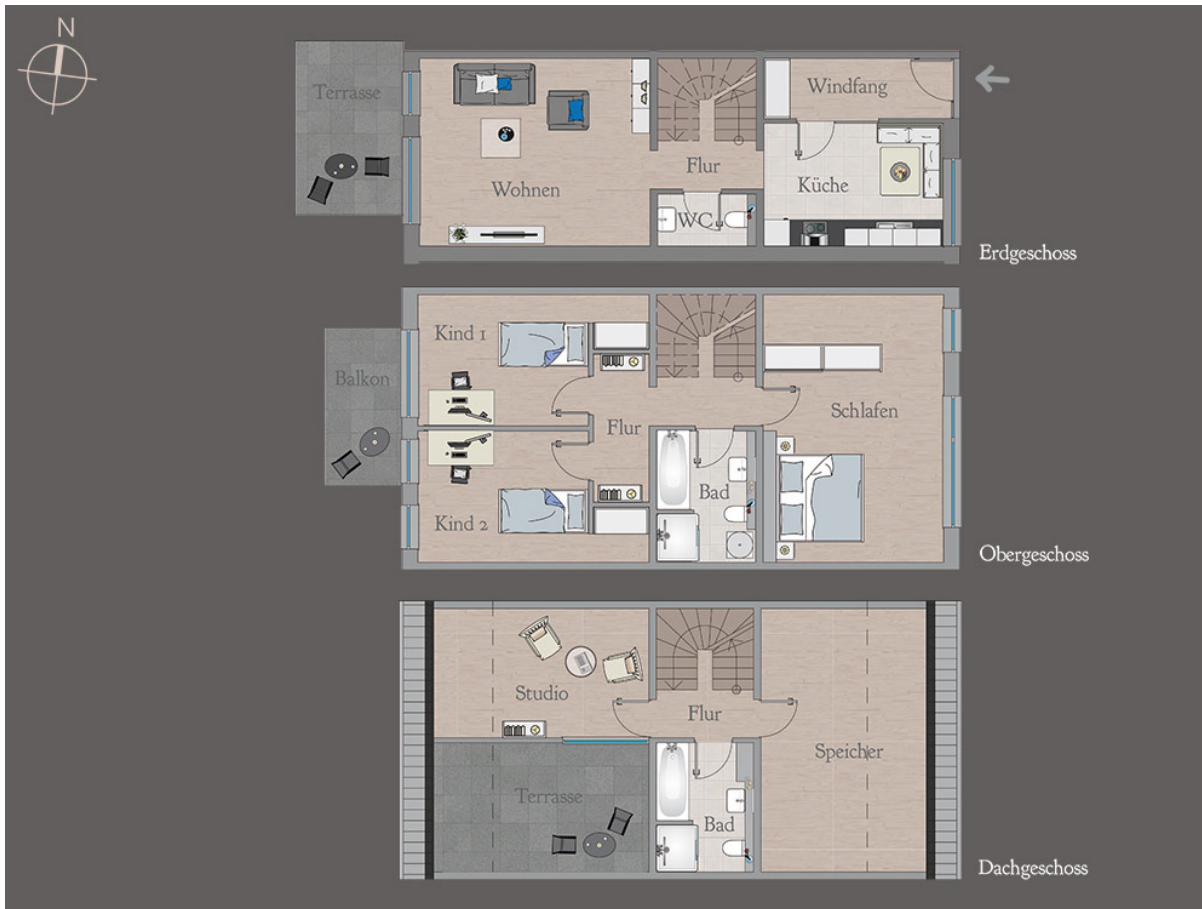 N
Terrasse
Windfang
Wohnen
Flur
Küche
WC
Erdgeschoss
Kind 1
Balkon
Schlafen
Flur
Bad
Kind 2
Obergeschoss
Studio
Flur
Speicher
Terrasse
Bad
Dachgeschoss